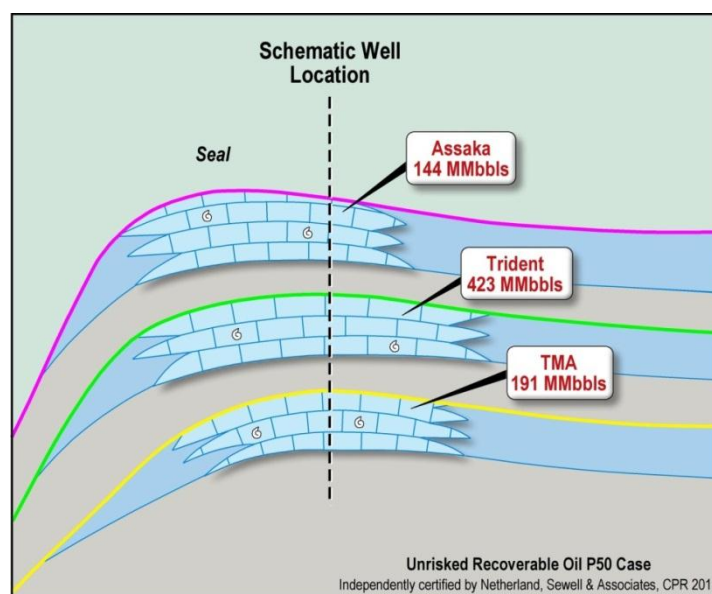 Schematic Well
Location
Seal
Assaka
144 MMbbls
Trident
423 MMbbls
TMA
191 MMbbls
Unrisked Recoverable Oil P50 Case
Independently certified by Netherland, Sewell & Associates, CPR 201